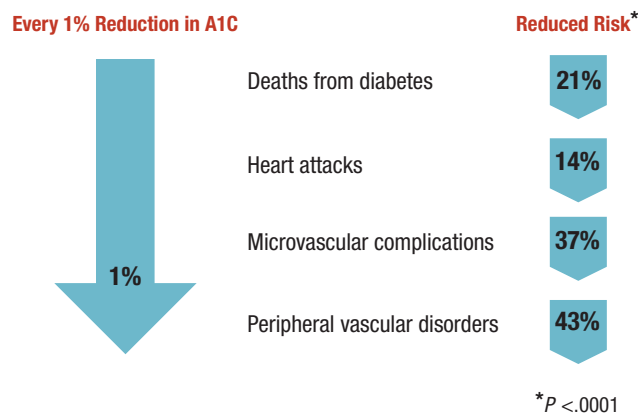 Every 1% Reduction in A1C
Reduced Risk*
Deaths from diabetes
21%
Heart attacks
14%
Microvascular complications
37%
1%
Peripheral vascular disorders
43%
*P <.0001